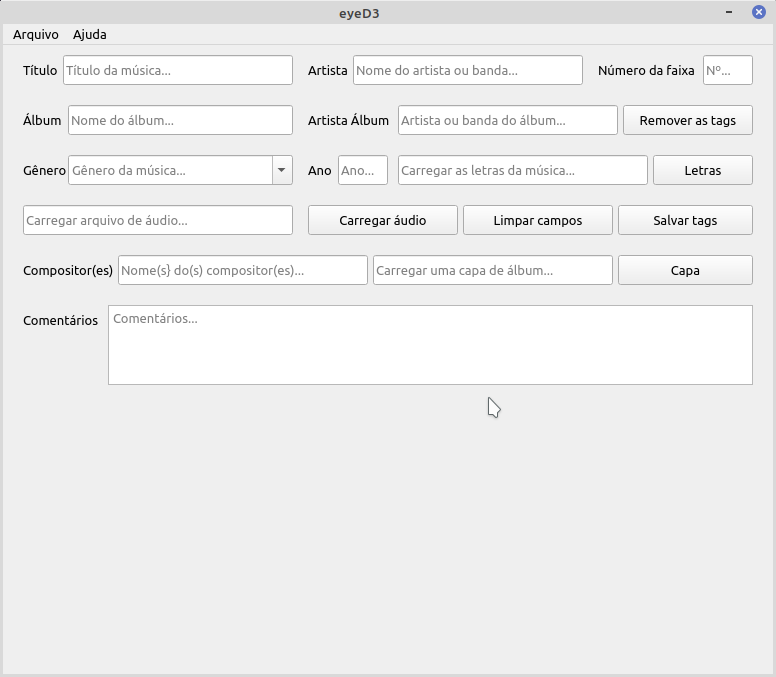 eyeD3
Arquivo Ajuda
Título Título da música... Artista Nome do artista ou banda... Número da faixa Nº...
Álbum Nome do álbum... Artista Álbum Artista ou banda do álbum... Remover as tags
Gênero Gênero da música... Ano Ano... Carregar as letras da música... Letras
Carregar arquivo de áudio... Carregar áudio Limpar campos Salvar tags
Compositor(es) Nome(s} do(s) compositor(es)... Carregar uma capa de álbum... Capa
Comentários Comentários...